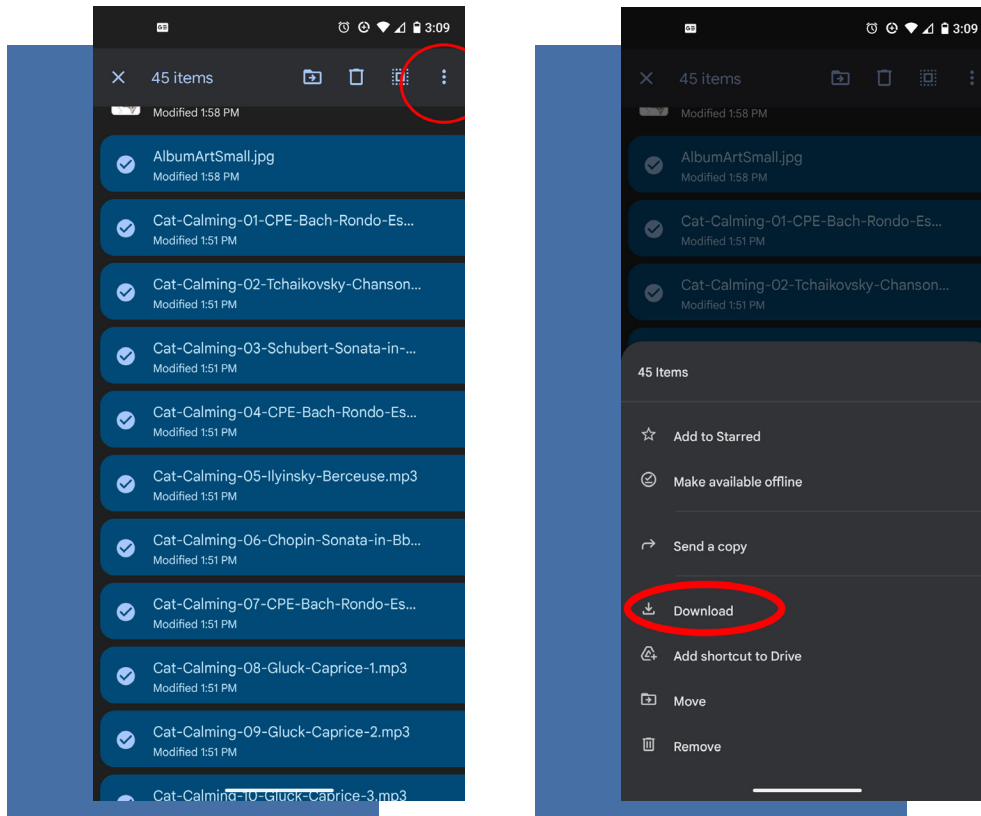 3:09
45 items
Modified 1:58 PM
AlbumArtSmall.jpg
Modified 1:58 PM
Cat-Calming-01-CPE-Bach-Rondo-Es...
Modified 1:51 PM
Cat-Calming-02-Tchaikovsky-Chanson...
Modified 1:51 PM
Cat-Calming-03-Schubert-Sonata-in-...
Modified 1:51 PM
Cat-Calming-04-CPE-Bach-Rondo-Es...
Modified 1:51 PM
Cat-Calming-05-Ilyinsky-Berceuse.mp3
Modified 1:51 PM
Cat-Calming-06-Chopin-Sonata-in-Bb...
Modified 1:51 PM
Cat-Calming-07-CPE-Bach-Rondo-Es...
Modified 1:51 PM
Cat-Calming-08-Gluck-Caprice-1.mp3
Modified 1:51 PM
Cat-Calming-09-Gluck-Caprice-2.mp3
Modified 1:51 PM
Cat-Calming-10-Gluck-Caprice-3.mp3
3:09
45 items
Modified 1:58 PM
AlbumArtSmall.jpg
Modified 1:58 PM
Cat-Calming-01-CPE-Bach-Rondo-Es...
Modified 1:51 PM
Cat-Calming-02-Tchaikovsky-Chanson...
Modified 1:51 PM
45 Items
Add to Starred
Make available offline
Send a copy
Download
Add shortcut to Drive
Move
Remove